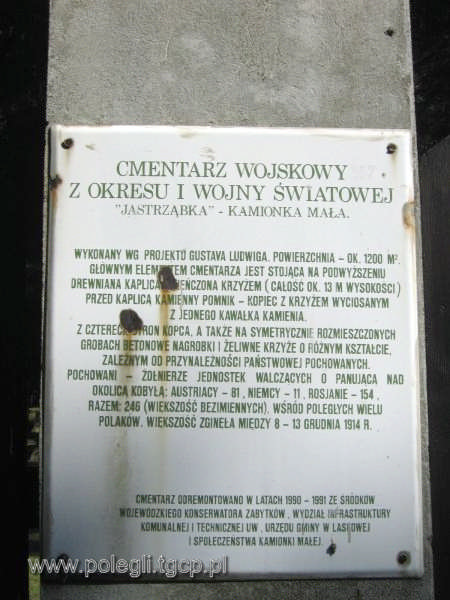 CMENTARZ WOJSKOWY
Z OKRESU I WOJNY ŚWIATOWEJ
"JASTRZĄBKA" - KAMIONKA MAŁA.
WYKONANY WG PROJEKTU GUSTAVA LUDWIGA. POWIERZCHNIA – OK. 1200 M².
GŁÓWNYM ELEMENTEM CMENTARZA JEST STOJĄCA NA PODWYŻSZENIU
DREWNIANA KAPLICA ZWIEŃCZONA KRZYŻEM (CAŁOŚĆ OK. 13 M WYSOKOŚCI)
PRZED KAPLICĄ KAMIENNY POMNIK – KOPIEC Z KRZYŻEM WYCIOSANYM
Z JEDNEGO KAWAŁKA KAMIENIA.
Z CZTERECH STRON KOPCA, A TAKŻE NA SYMETRYCZNIE ROZMIESZCZONYCH
GROBACH BETONOWE NAGROBKI I ŻELIWNE KRZYŻE O RÓŻNYM KSZTAŁCIE,
ZALEŻNYM OD PRZYNALEŻNOŚCI PAŃSTWOWEJ POCHOWANYCH.
POCHOWANI – ŻOŁNIERZE JEDNOSTEK WALCZĄCYCH O PANUJĄCĄ NAD
OKOLICĄ KOBYŁĘ: AUSTRIACY – 81, NIEMCY – 11, ROSJANIE – 154,
RAZEM: 246 (WIĘKSZOŚĆ BEZIMIENNYCH). WŚRÓD POLEGŁYCH WIELU
POLAKÓW. WIĘKSZOŚĆ ZGINĘŁA MIĘDZY 8 – 13 GRUDNIA 1914 R.
CMENTARZ ODREMONTOWANO W LATACH 1990 – 1991 ZE ŚRODKÓW
WOJEWÓDZKIEGO KONSERWATORA ZABYTKÓW, WYDZIAŁ INFRASTRUKTURY
KOMUNALNEJ I TECHNICZNEJ UW, URZĘDU GMINY W LASKOWEJ
I SPOŁECZEŃSTWA KAMIONKI MAŁEJ.
www.polegli.tgcp.pl